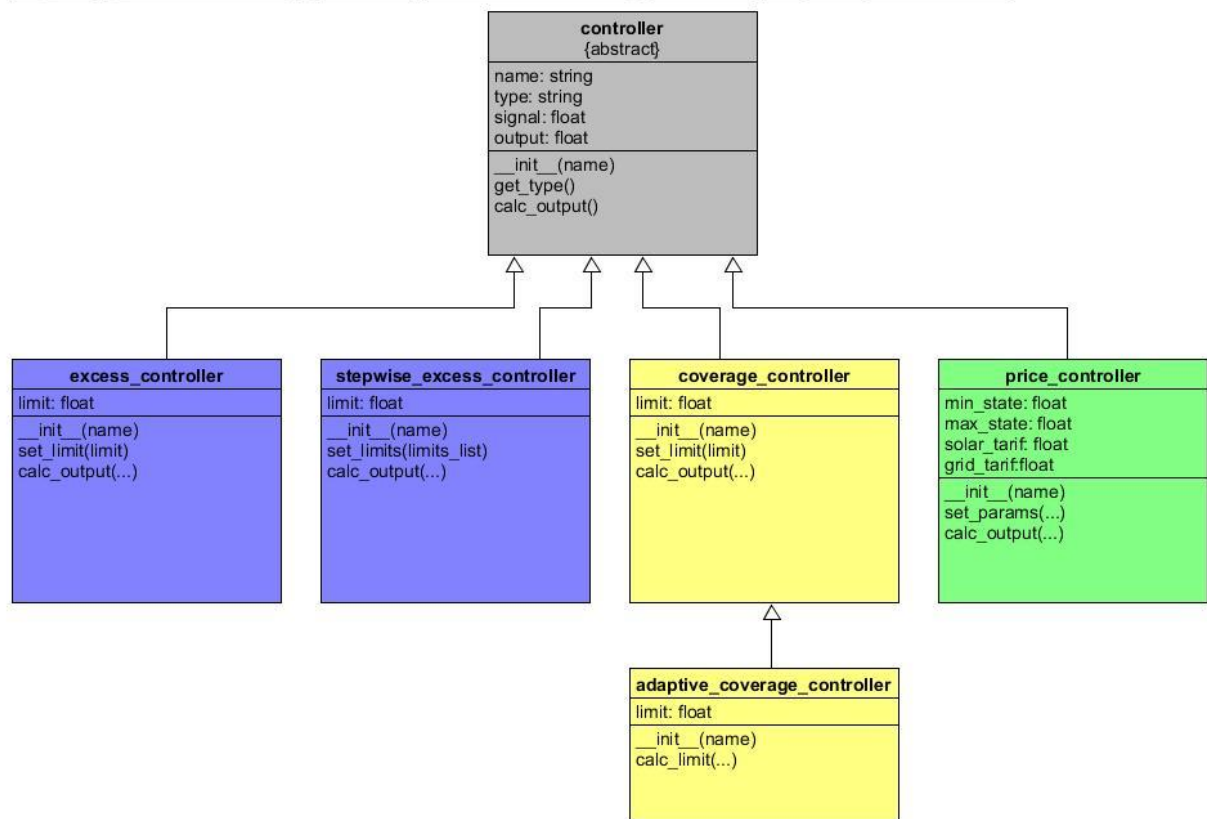 controller
{abstract}
name: string
type: string
signal: float
output: float
__init__(name)
get_type()
calc_output()
excess_controller
limit: float
__init__(name)
set_limit(limit)
calc_output(...)
stepwise_excess_controller
limit: float
__init__(name)
set_limits(limits_list)
calc_output(...)
coverage_controller
limit: float
__init__(name)
set_limit(limit)
calc_output(...)
price_controller
min_state: float
max_state: float
solar_tarif: float
grid_tarif:float
__init__(name)
set_params(...)
calc_output(...)
adaptive_coverage_controller
limit: float
__init__(name)
calc_limit(...)